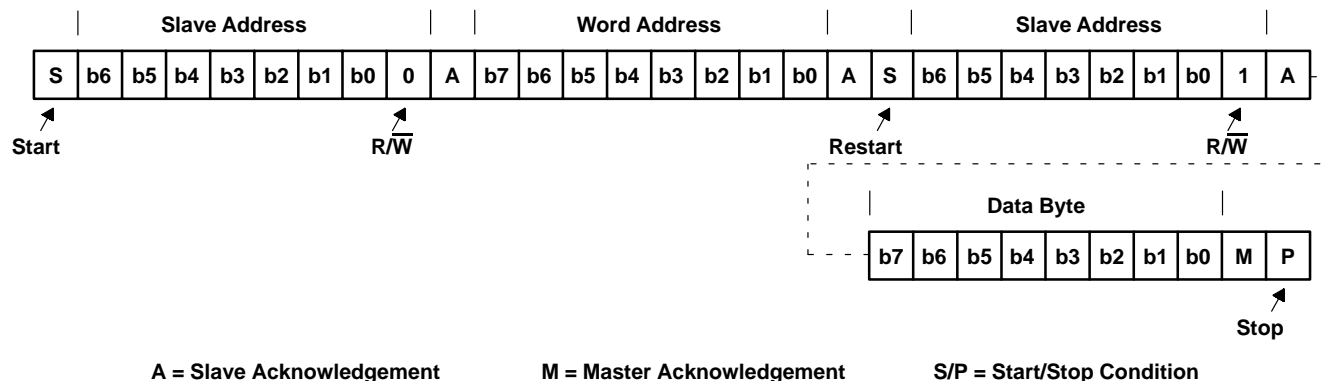 Slave Address Word Address Slave Address
S b6 b5 b4 b3 b2 b1 b0 0 A b7 b6 b5 b4 b3 b2 b1 b0 A S b6 b5 b4 b3 b2 b1 b0 1 A
Start R/W̅ Restart R/W̅
Data Byte
b7 b6 b5 b4 b3 b2 b1 b0 M P
Stop
A = Slave Acknowledgement M = Master Acknowledgement S/P = Start/Stop Condition